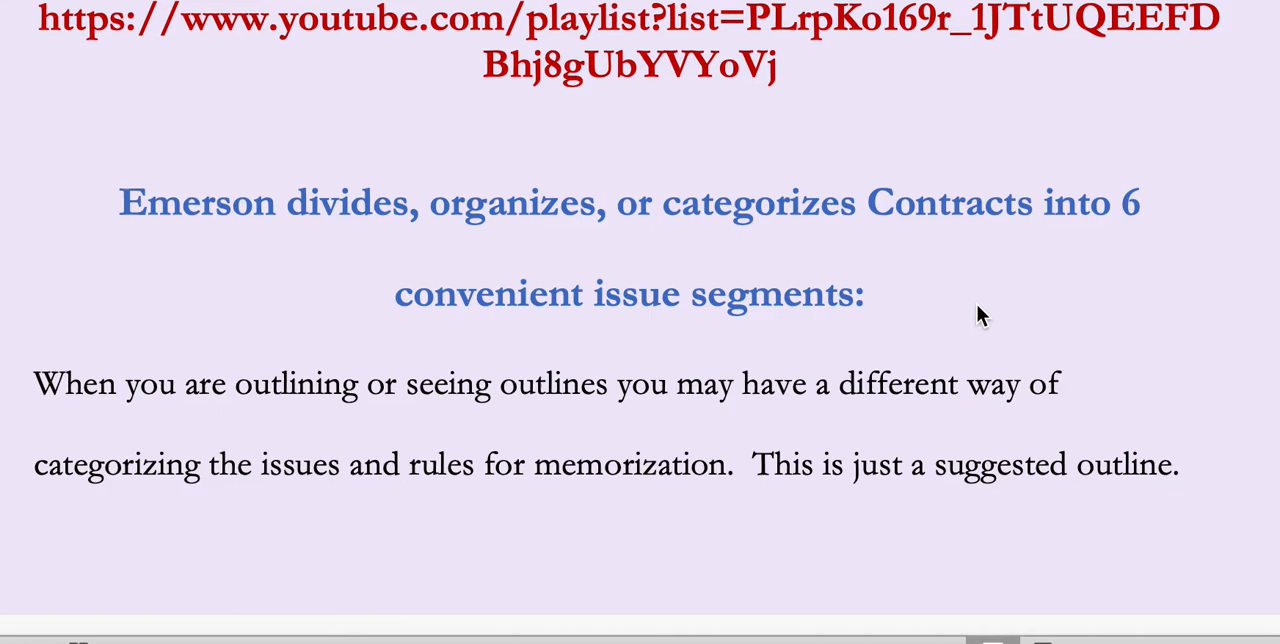 https://www.youtube.com/playlist?list=PLrpKo169r_1JTtUQEEFD
Bhj8gUbYVYoVj
Emerson divides, organizes, or categorizes Contracts into 6
convenient issue segments:
When you are outlining or seeing outlines you may have a different way of
categorizing the issues and rules for memorization.  This is just a suggested outline.